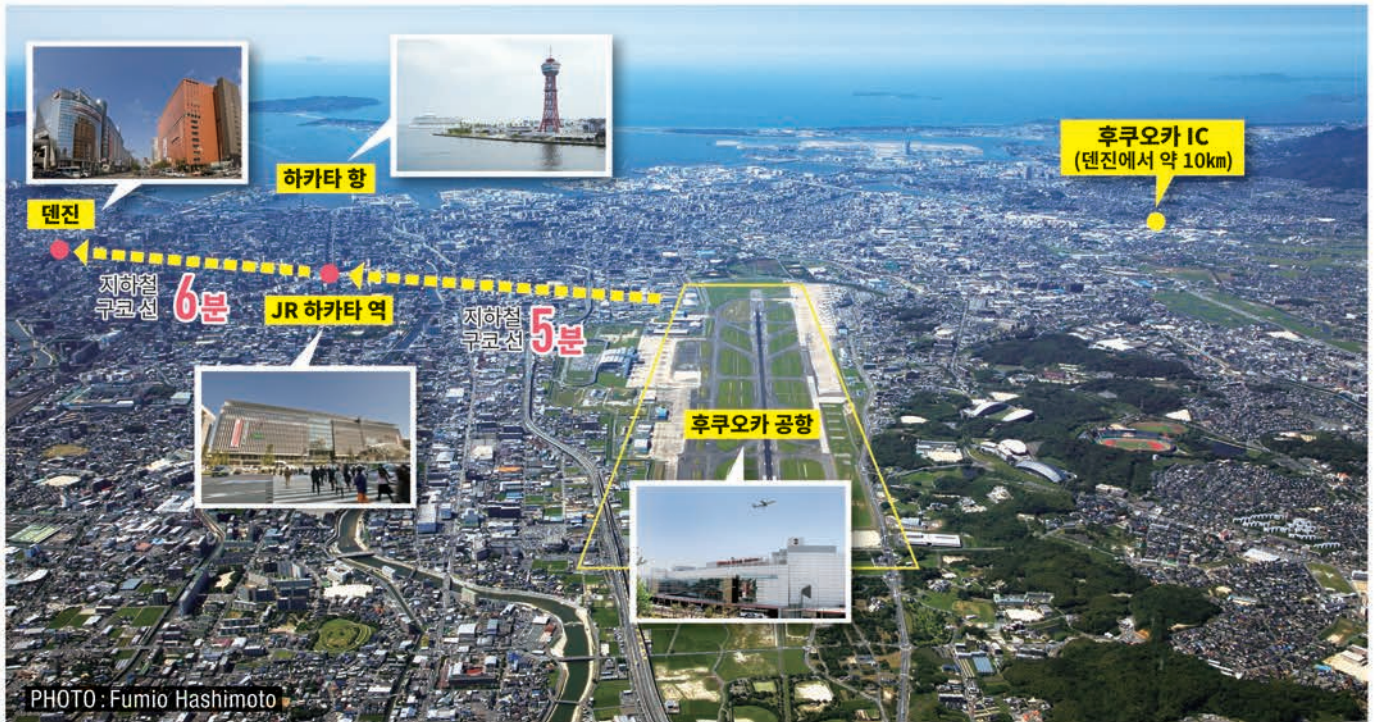 후쿠오카 IC
(덴진에서 약 10km)
하카타 항
덴진
지하철
구코 선 6분
JR 하카타 역
지하철
구코 선 5분
후쿠오카 공항
PHOTO : Fumio Hashimoto